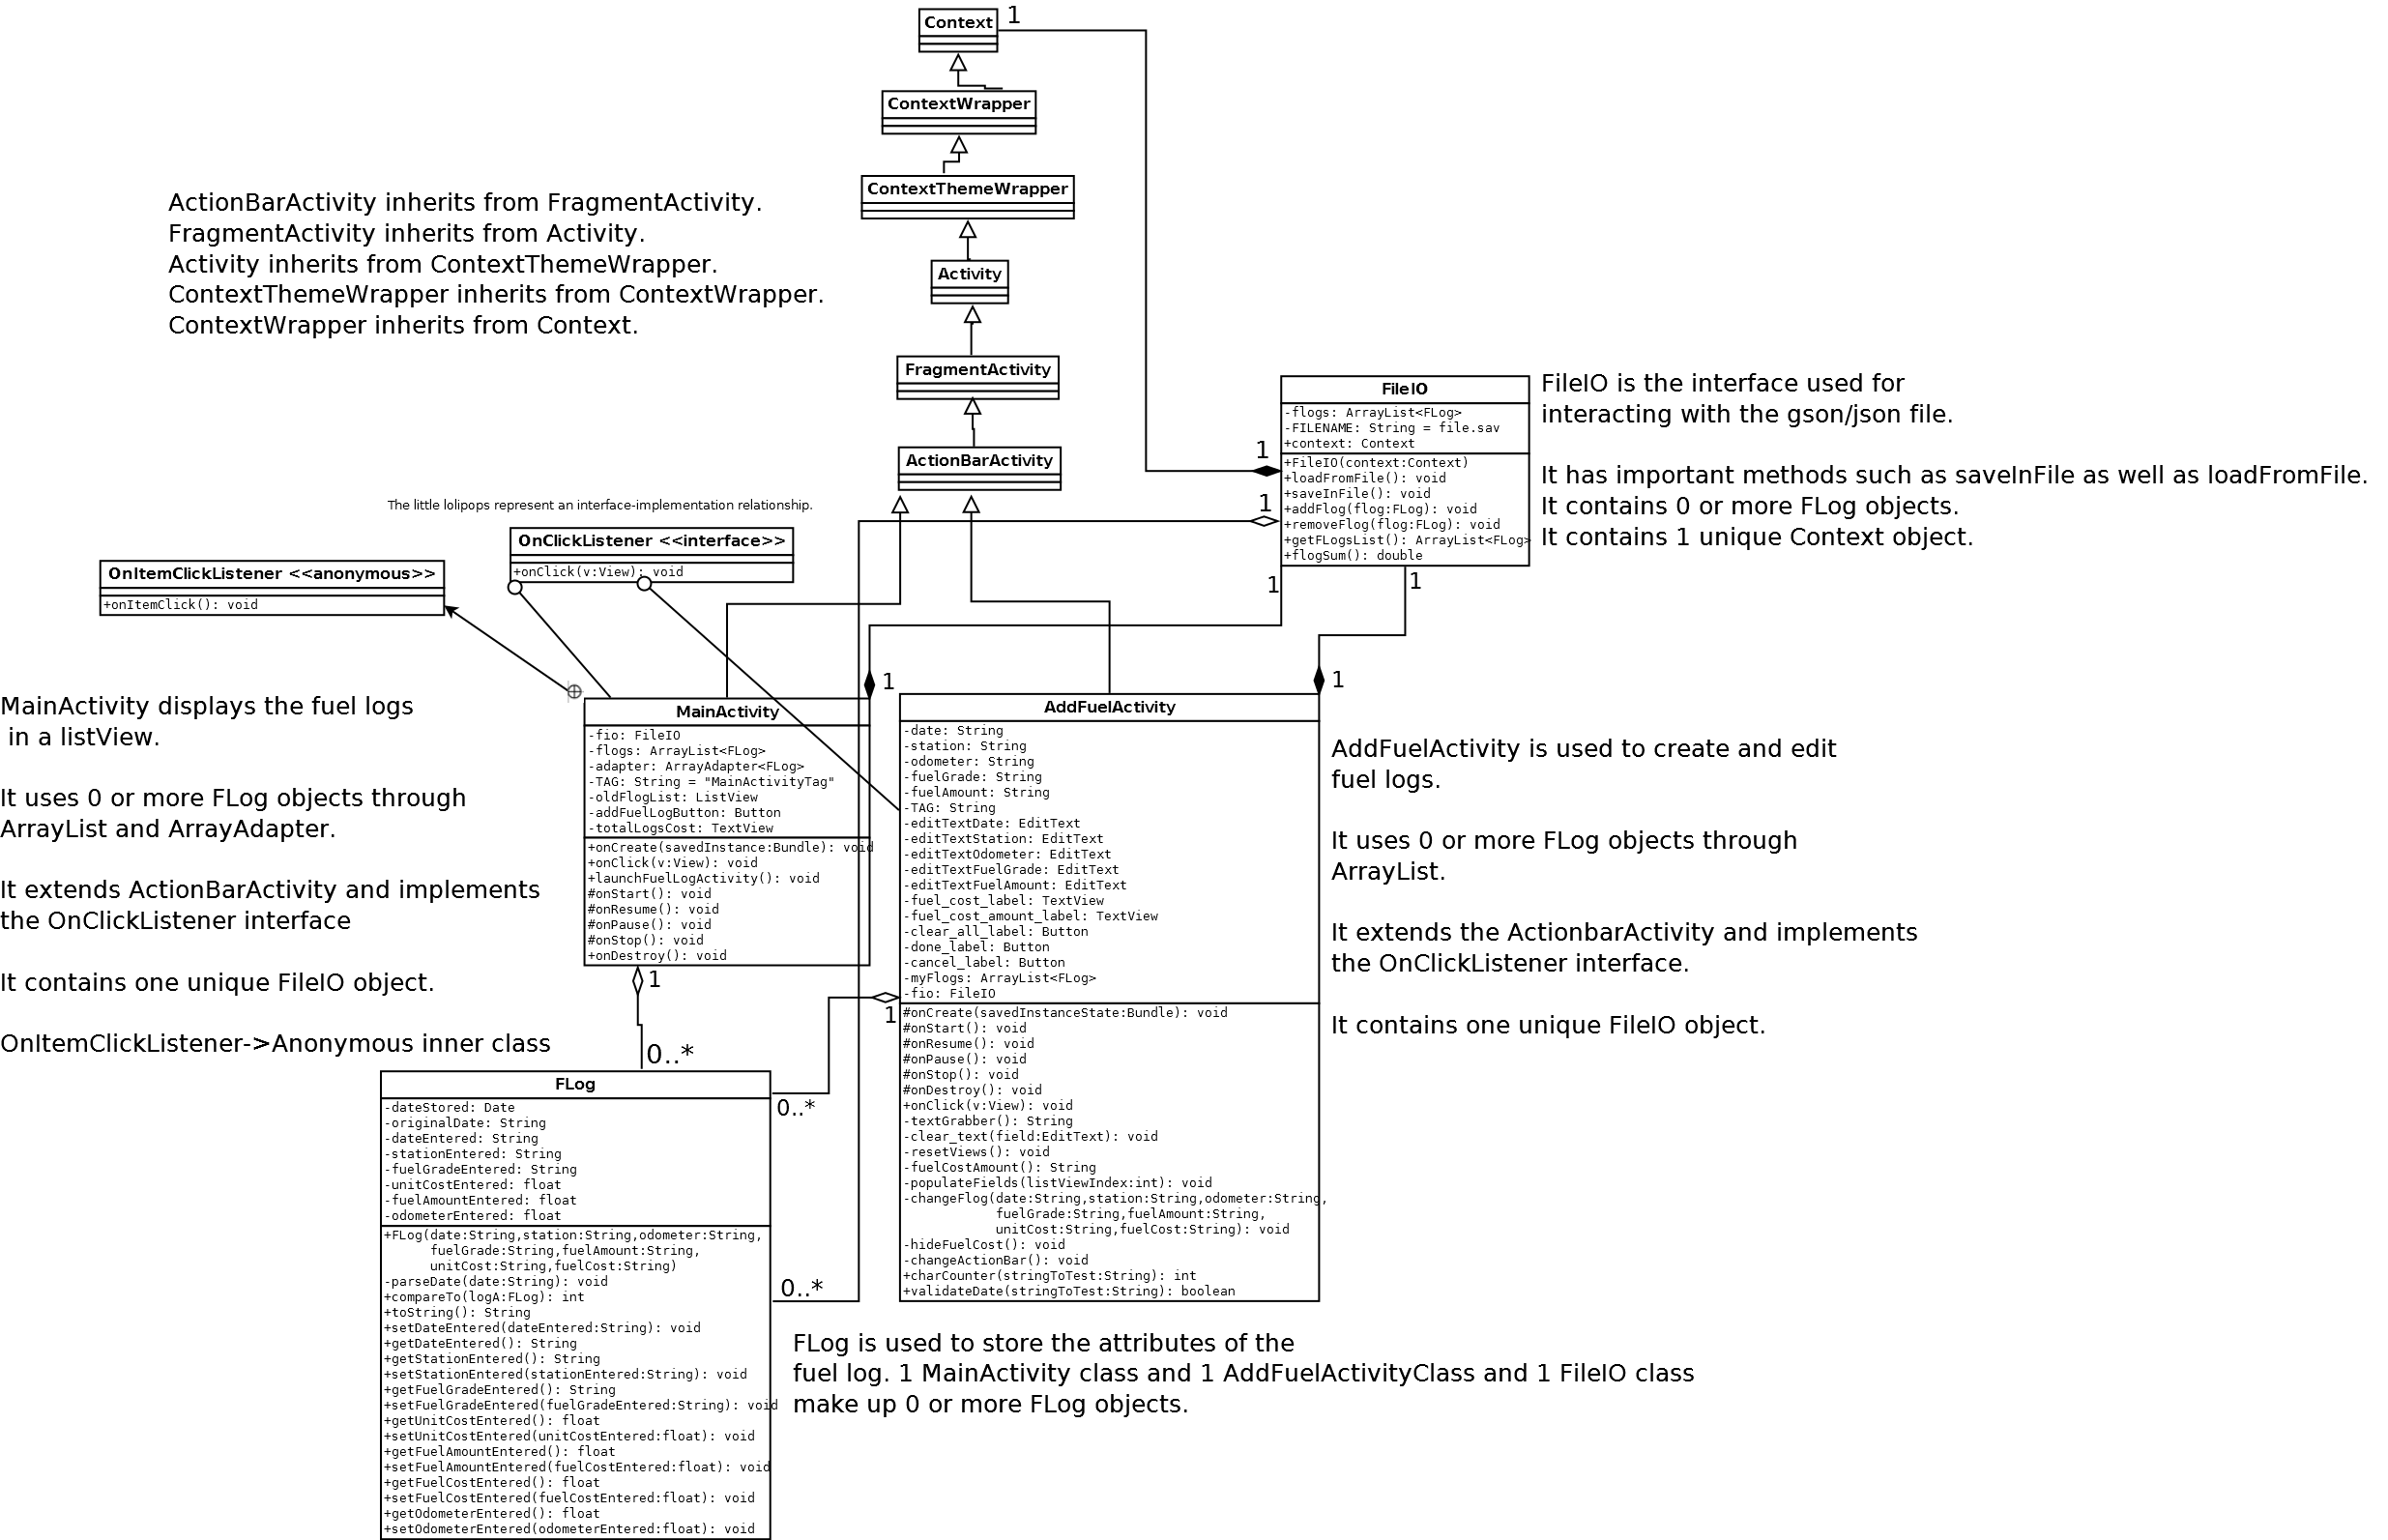 Context
1
ContextWrapper
ContextThemeWrapper
ActionBarActivity inherits from FragmentActivity.
FragmentActivity inherits from Activity.
Activity inherits from ContextThemeWrapper.
ContextThemeWrapper inherits from ContextWrapper.
ContextWrapper inherits from Context.
Activity
FragmentActivity
ActionBarActivity
FileIO
-flogs: ArrayList<FLog>
-FILENAME: String = file.sav
+context: Context
+FileIO(context:Context)
+loadFromFile(): void
+saveInFile(): void
+addFlog(flog:FLog): void
+removeFlog(flog:FLog): void
+getFLogsList(): ArrayList<FLog>
+flogSum(): double
1
1
1
1
FileIO is the interface used for
interacting with the gson/json file.
It has important methods such as saveInFile as well as loadFromFile.
It contains 0 or more FLog objects.
It contains 1 unique Context object.
The little lolipops represent an interface-implementation relationship.
OnClickListener <<interface>>
+onClick(v:View): void
OnItemClickListener <<anonymous>>
+onItemClick(): void
MainActivity displays the fuel logs
in a listView.
It uses 0 or more FLog objects through
ArrayList and ArrayAdapter.
It extends ActionBarActivity and implements
the OnClickListener interface
It contains one unique FileIO object.
OnItemClickListener->Anonymous inner class
1
MainActivity
-fio: FileIO
-flogs: ArrayList<FLog>
-adapter: ArrayAdapter<FLog>
-TAG: String = "MainActivityTag"
-oldFlogList: ListView
-addFuelLogButton: Button
-totalLogsCost: TextView
+onCreate(savedInstance:Bundle): void
+onClick(v:View): void
+launchFuelLogActivity(): void
#onStart(): void
#onResume(): void
#onPause(): void
#onStop(): void
+onDestroy(): void
1
0..*
1
AddFuelActivity
-date: String
-station: String
-odometer: String
-fuelGrade: String
-fuelAmount: String
-TAG: String
-editTextDate: EditText
-editTextStation: EditText
-editTextOdometer: EditText
-editTextFuelGrade: EditText
-editTextFuelAmount: EditText
-fuel_cost_label: TextView
-fuel_cost_amount_label: TextView
-clear_all_label: Button
-done_label: Button
-cancel_label: Button
-myFlogs: ArrayList<FLog>
-fio: FileIO
#onCreate(savedInstanceState:Bundle): void
#onStart(): void
#onResume(): void
#onPause(): void
#onStop(): void
#onDestroy(): void
+onClick(v:View): void
-textGrabber(): String
-clear_text(field:EditText): void
-resetViews(): void
-fuelCostAmount(): String
-populateFields(listViewIndex:int): void
-changeFlog(date:String,station:String,odometer:String,
fuelGrade:String,fuelAmount:String,
unitCost:String,fuelCost:String): void
-hideFuelCost(): void
-changeActionBar(): void
+charCounter(stringToTest:String): int
+validateDate(stringToTest:String): boolean
1
0..*
0..*
AddFuelActivity is used to create and edit
fuel logs.
It uses 0 or more FLog objects through
ArrayList.
It extends the ActionbarActivity and implements
the OnClickListener interface.
It contains one unique FileIO object.
FLog
-dateStored: Date
-originalDate: String
-dateEntered: String
-stationEntered: String
-fuelGradeEntered: String
-unitCostEntered: float
-fuelAmountEntered: float
-odometerEntered: float
+FLog(date:String,station:String,odometer:String,
fuelGrade:String,fuelAmount:String,
unitCost:String,fuelCost:String)
-parseDate(date:String): void
+compareTo(logA:FLog): int
+toString(): String
+setDateEntered(dateEntered:String): void
+getDateEntered(): String
+getStationEntered(): String
+setStationEntered(stationEntered:String): void
+getFuelGradeEntered(): String
+setFuelGradeEntered(fuelGradeEntered:String): void
+getUnitCostEntered(): float
+setUnitCostEntered(unitCostEntered:float): void
+getFuelAmountEntered(): float
+setFuelAmountEntered(fuelCostEntered:float): void
+getFuelCostEntered(): float
+setFuelCostEntered(fuelCostEntered:float): void
+getOdometerEntered(): float
+setOdometerEntered(odometerEntered:float): void
FLog is used to store the attributes of the
fuel log. 1 MainActivity class and 1 AddFuelActivityClass and 1 FileIO class
make up 0 or more FLog objects.